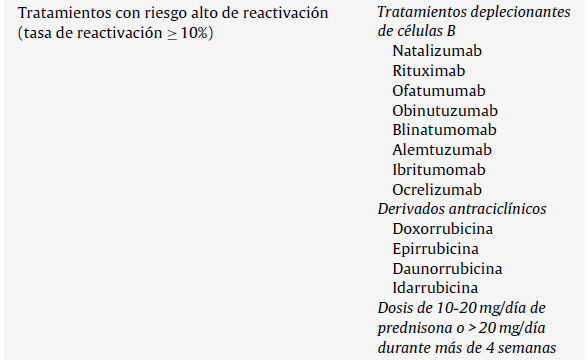 Tratamientos con riesgo alto de reactivación
(tasa de reactivación ≥ 10%)
Tratamientos deplecionantes
de células B
Natalizumab
Rituximab
Ofatumumab
Obinutuzumab
Blinatumomab
Alemtuzumab
Ibritumomab
Ocrelizumab
Derivados antraciclínicos
Doxorrubicina
Epirrubicina
Daunorrubicina
Idarrubicina
Dosis de 10-20 mg/día de
prednisona o > 20 mg/día
durante más de 4 semanas